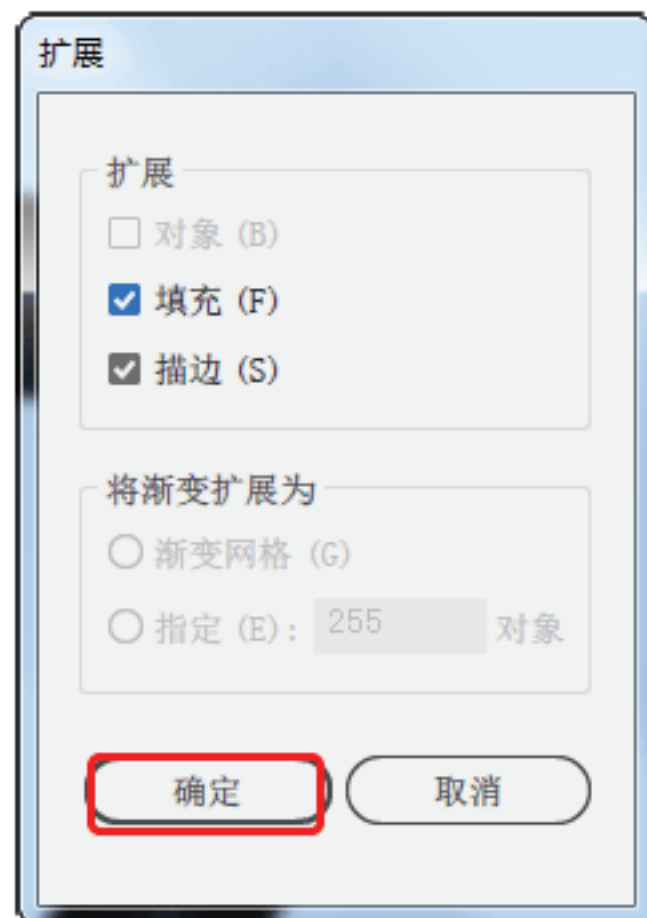 扩展
扩展
对象 (B)
填充 (F)
描边 (S)
将渐变扩展为
渐变网格 (G)
指定 (E): 255 对象
确定 取消